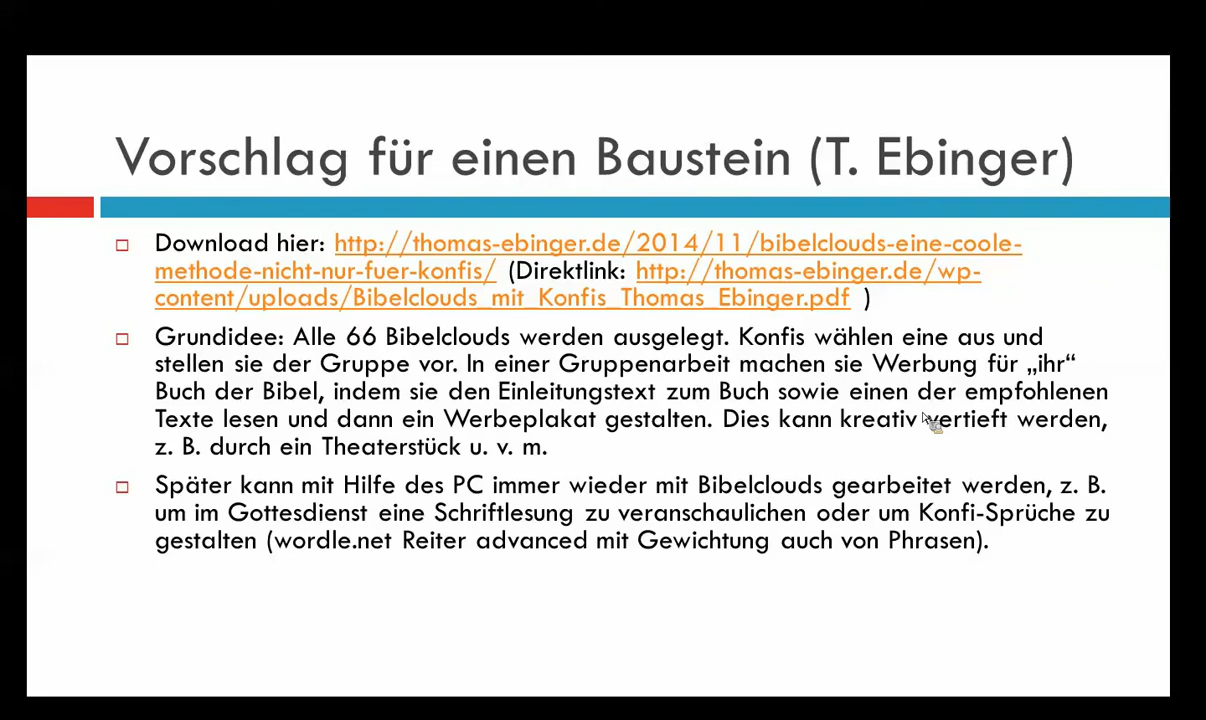 Vorschlag für einen Baustein (T. Ebinger)
Download hier: http://thomas-ebinger.de/2014/11/bibelclouds-eine-coole-
methode-nicht-nur-fuer-konfis/ (Direktlink: http://thomas-ebinger.de/wp-
content/uploads/Bibelclouds_mit_Konfis_Thomas_Ebinger.pdf )
Grundidee: Alle 66 Bibelclouds werden ausgelegt. Konfis wählen eine aus und
stellen sie der Gruppe vor. In einer Gruppenarbeit machen sie Werbung für „ihr“
Buch der Bibel, indem sie den Einleitungstext zum Buch sowie einen der empfohlenen
Texte lesen und dann ein Werbeplakat gestalten. Dies kann kreativ vertieft werden,
z. B. durch ein Theaterstück u. v. m.
Später kann mit Hilfe des PC immer wieder mit Bibelclouds gearbeitet werden, z. B.
um im Gottesdienst eine Schriftlesung zu veranschaulichen oder um Konfi-Sprüche zu
gestalten (wordle.net Reiter advanced mit Gewichtung auch von Phrasen).